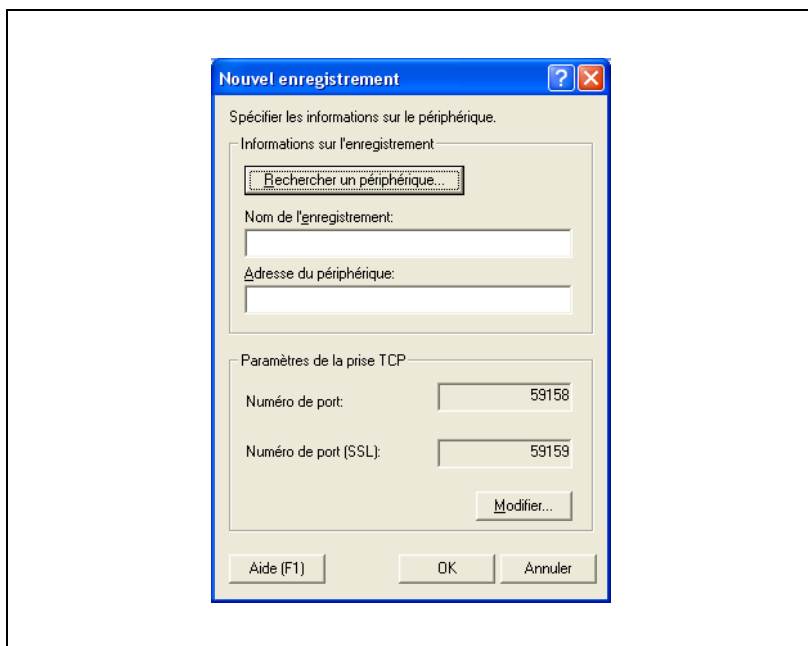 Nouvel enregistrement
Spécifier les informations sur le périphérique.
Informations sur l'enregistrement
Rechercher un périphérique...
Nom de l'enregistrement:
Adresse du périphérique:
Paramètres de la prise TCP
Numéro de port: 59158
Numéro de port (SSL): 59159
Modifier...
Aide (F1) OK Annuler